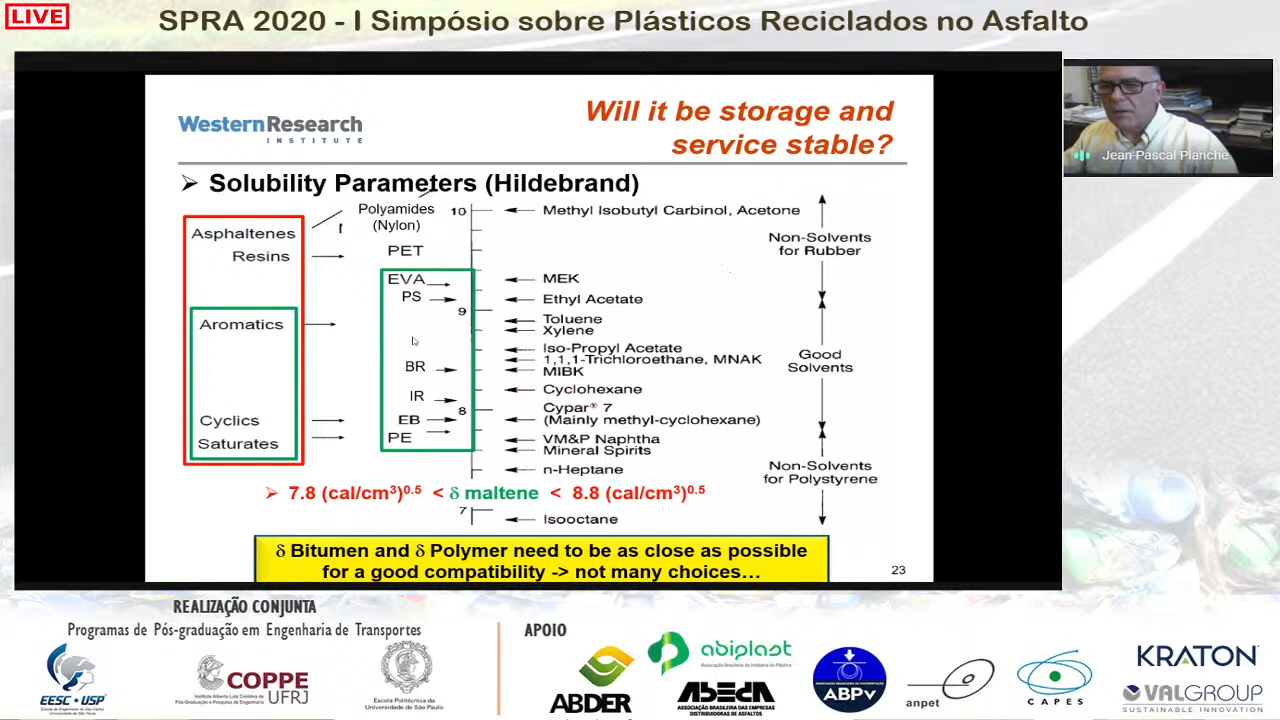 LIVE
SPRA 2020 - I Simpósio sobre Plásticos Reciclados no Asfalto
WesternResearch
INSTITUTE
Will it be storage and
service stable?
Jean Pascal Planche
➢ Solubility Parameters (Hildebrand)
Asphaltenes
Resins
Aromatics
Cyclics
Saturates
Polyamides
(Nylon)
PET
EVA
PS
BR
IR
EB
PE
10
9
8
7
Methyl Isobutyl Carbinol, Acetone
MEK
Ethyl Acetate
Toluene
Xylene
Iso-Propyl Acetate
1,1,1-Trichloroethane, MNAK
MIBK
Cyclohexane
Cypar® 7
(Mainly methyl-cyclohexane)
VM&P Naphtha
Mineral Spirits
n-Heptane
Isooctane
Non-Solvents
for Rubber
Good
Solvents
Non-Solvents
for Polystyrene
➢ 7.8 (cal/cm³)⁰·⁵ < δ maltene < 8.8 (cal/cm³)⁰·⁵
δ Bitumen and δ Polymer need to be as close as possible
for a good compatibility -> not many choices…
23
REALIZAÇÃO CONJUNTA
Programas de Pós-graduação em Engenharia de Transportes
EESC • USP
COPPE
UFRJ
Escola Politécnica da
Universidade de São Paulo
APOIO
ABDER
abiplast
Associação Brasileira da Indústria do Plástico
ABEDA
ASSOCIAÇÃO BRASILEIRA DAS EMPRESAS
DISTRIBUIDORAS DE ASFALTOS
ABPv
anpet
CAPES
KRATON
VALGROUP
SUSTAINABLE INNOVATION